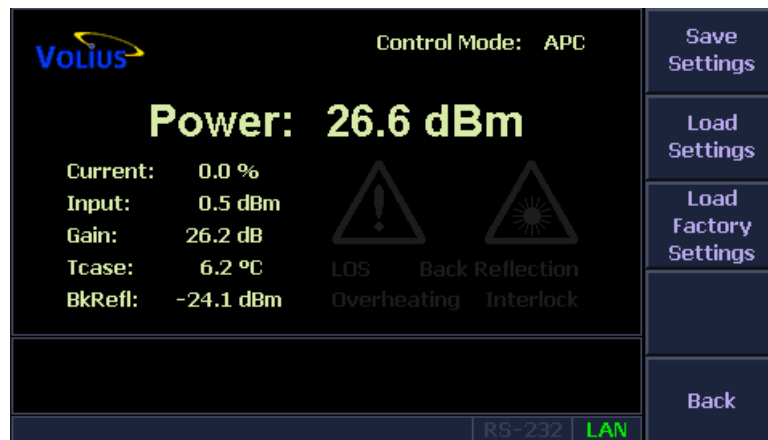 Volius
Control Mode: APC
Power: 26.6 dBm
Current: 0.0 %
Input: 0.5 dBm
Gain: 26.2 dB
Tcase: 6.2 ºC
BkRefl: -24.1 dBm
LOS Back Reflection
Overheating Interlock
RS-232 LAN
Save
Settings
Load
Settings
Load
Factory
Settings
Back